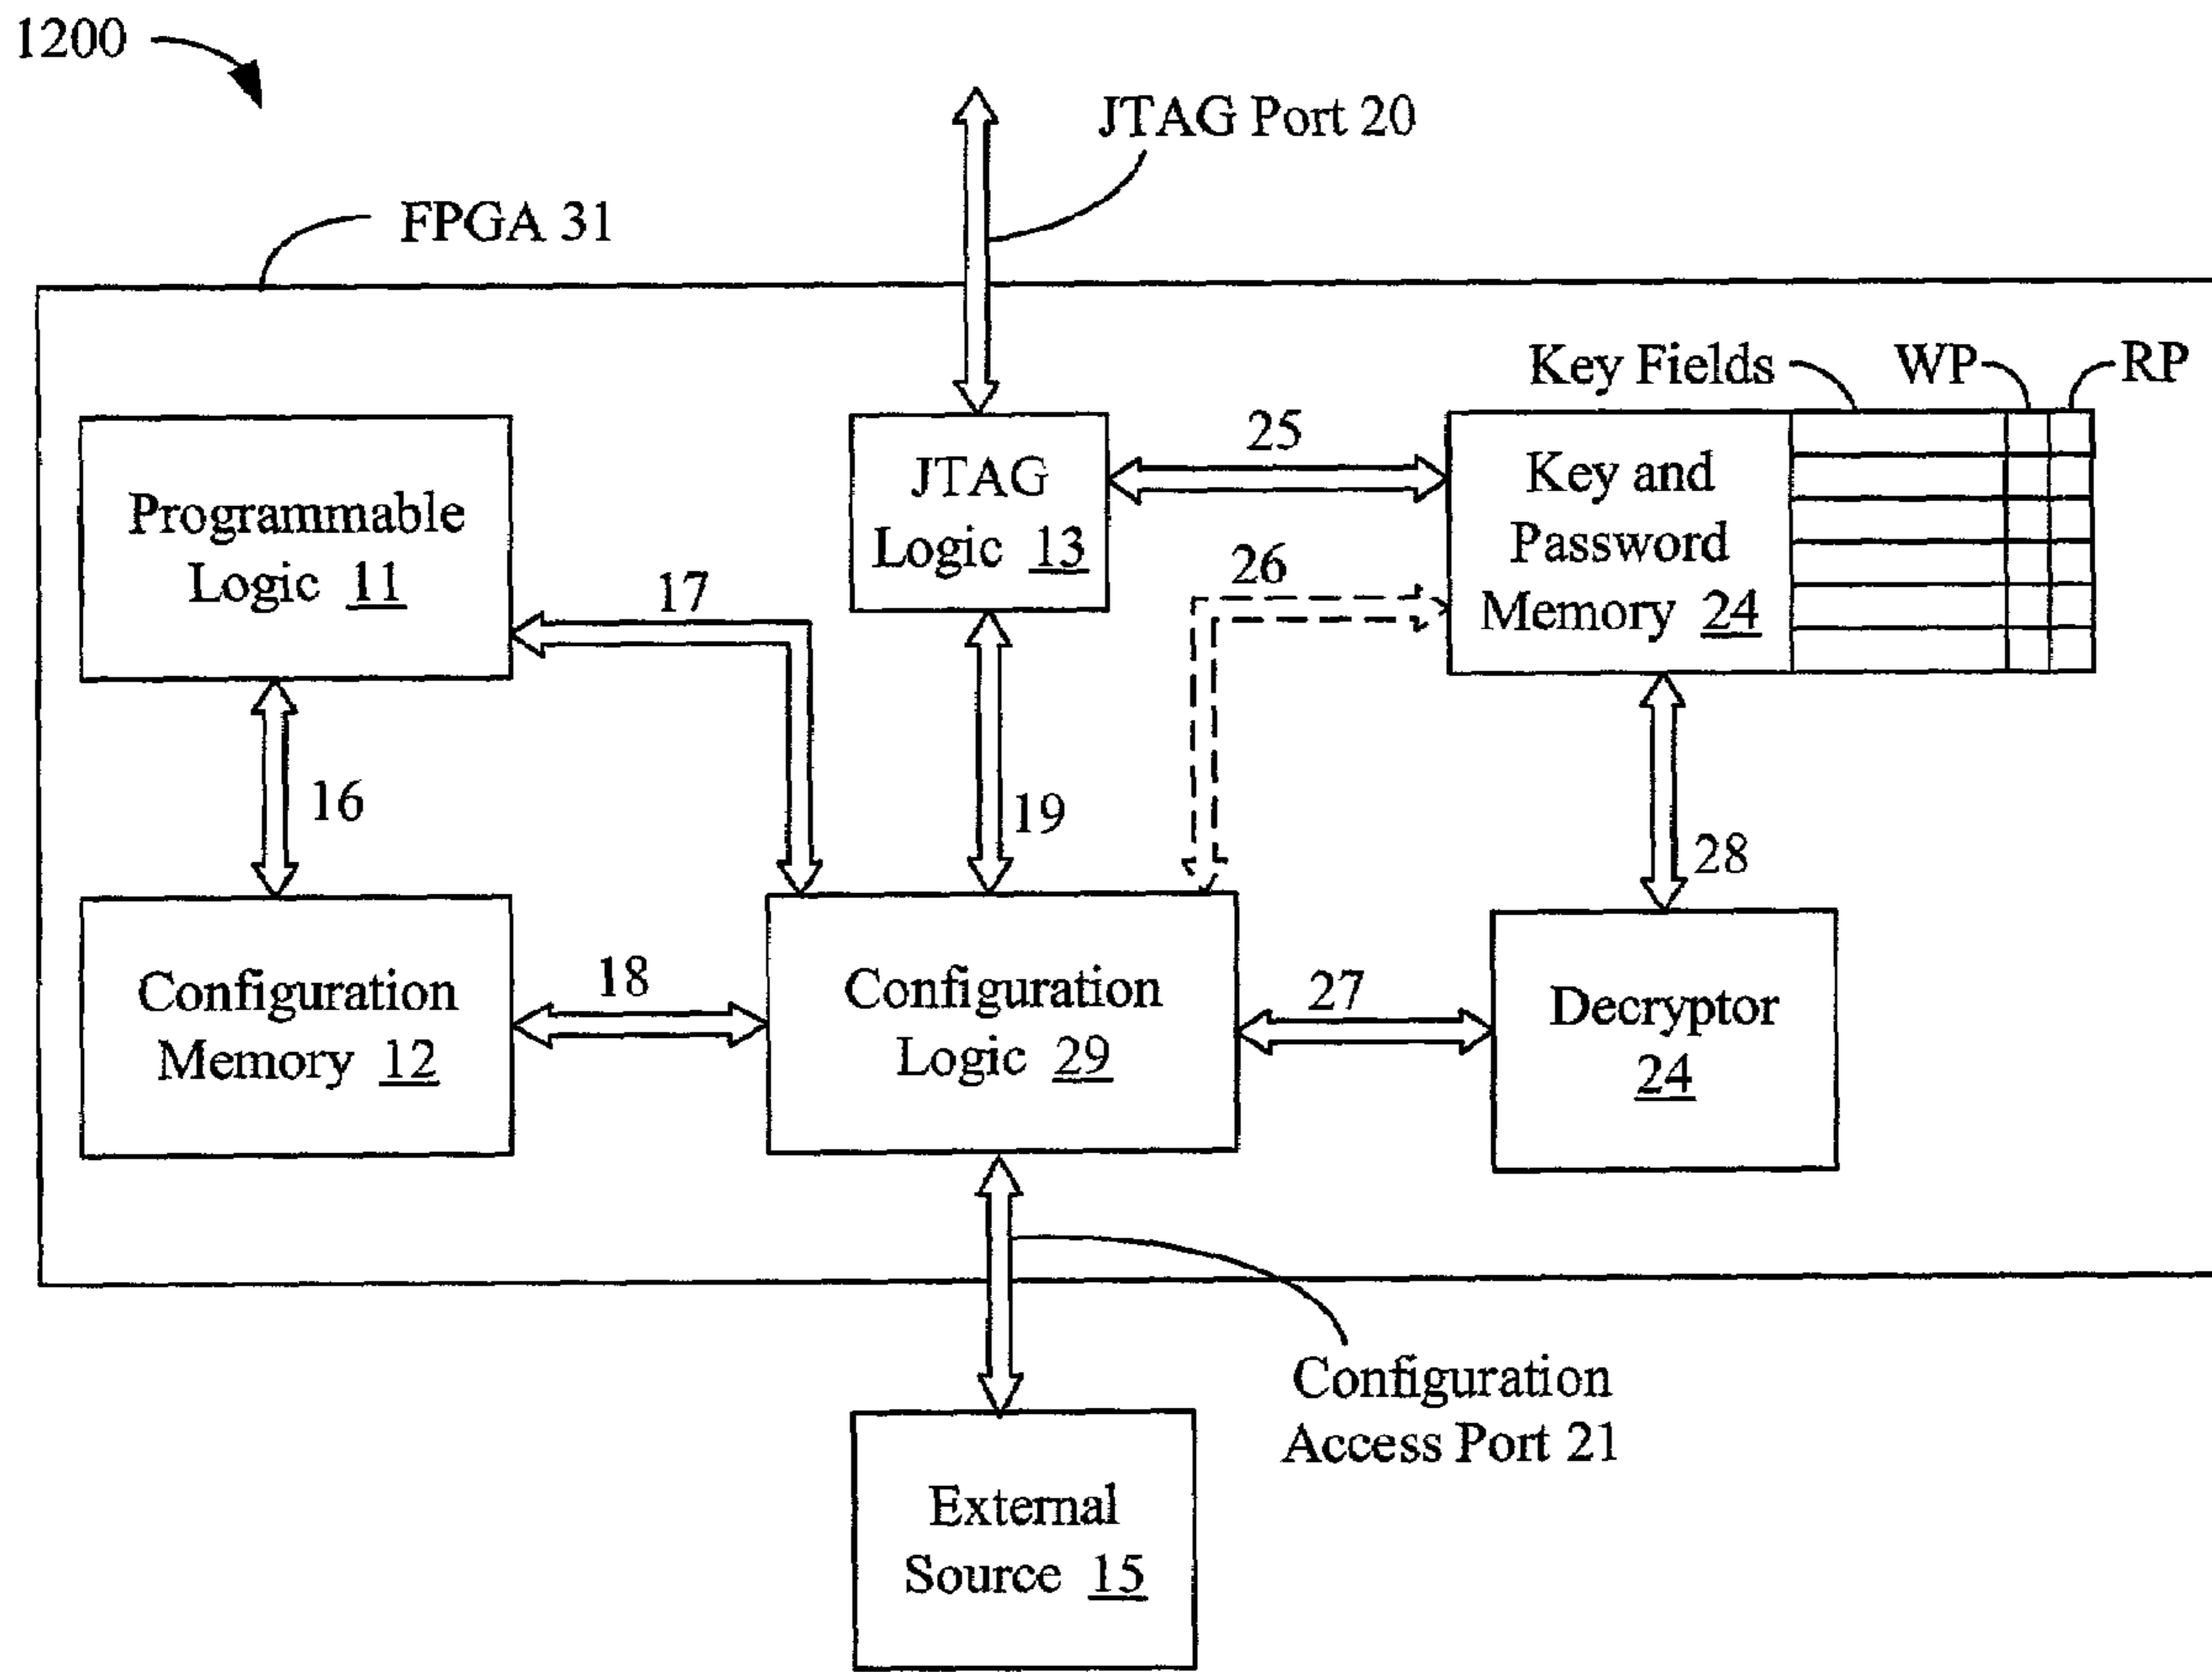 1200
JTAG Port 20
FPGA 31
Key Fields
WP
RP
Programmable
Logic 11
JTAG
Logic 13
25
Key and
Password
Memory 24
17
26
16
19
28
Configuration
Memory 12
18
Configuration
Logic 29
27
Decryptor
24
Configuration
Access Port 21
External
Source 15